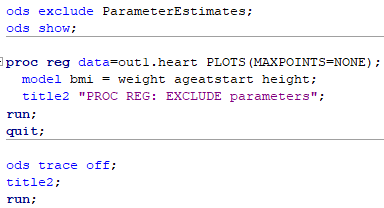 ods exclude ParameterEstimates;
ods show;
proc reg data=out1.heart PLOTS(MAXPOINTS=NONE);
model bmi = weight ageatstart height;
title2 "PROC REG: EXCLUDE parameters";
run;
quit;
ods trace off;
title2;
run;